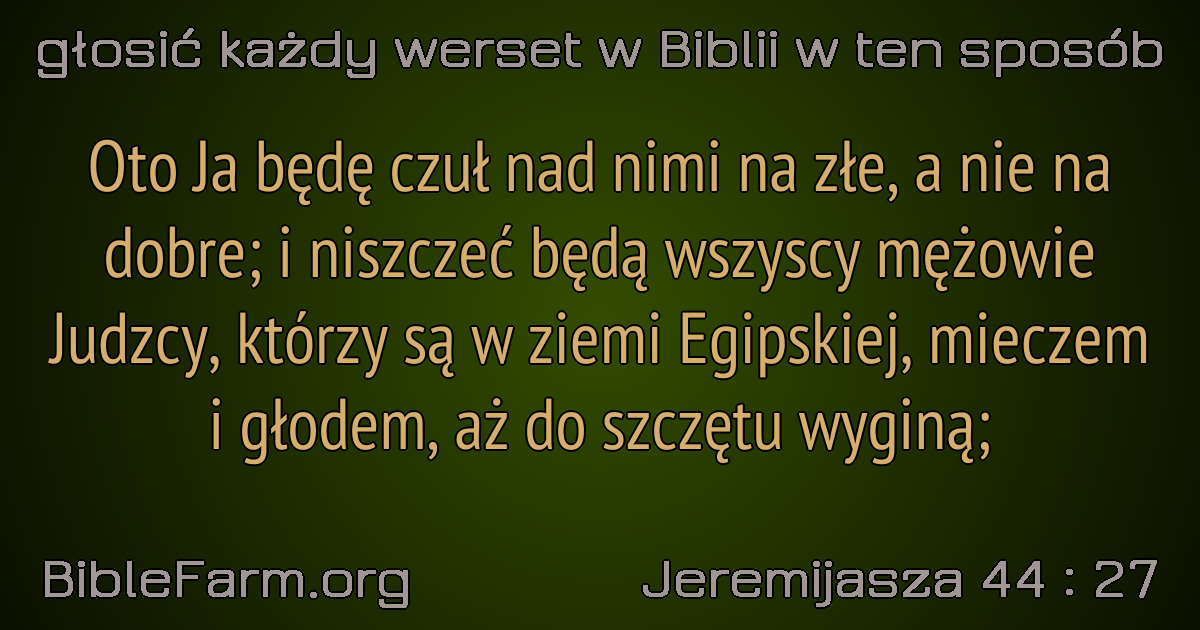 głosić każdy werset w Biblii w ten sposób
Oto Ja będę czuł nad nimi na złe, a nie na
dobre; i niszczeć będą wszyscy mężowie
Judzcy, którzy są w ziemi Egipskiej, mieczem
i głodem, aż do szczętu wyginą;
BibleFarm.org
Jeremijasza 44 : 27